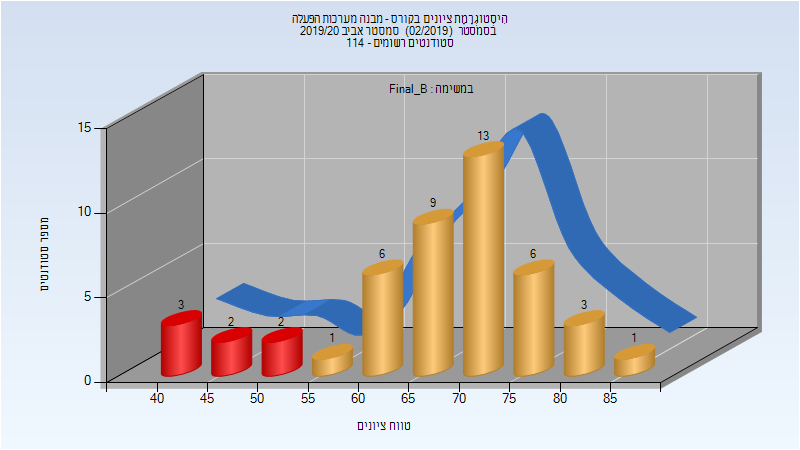 היסטוגרמת ציונים בקורס - מבנה מערכות הפעלה
בסמסטר (02/2019) סמסטר אביב 2019/20
סטודנטים רשומים - 114
במשימה : Final_B
15
10
5
0
מספר סטודנטים
3
2
2
1
6
9
13
6
3
1
40 45 50 55 60 65 70 75 80 85
טווח ציונים